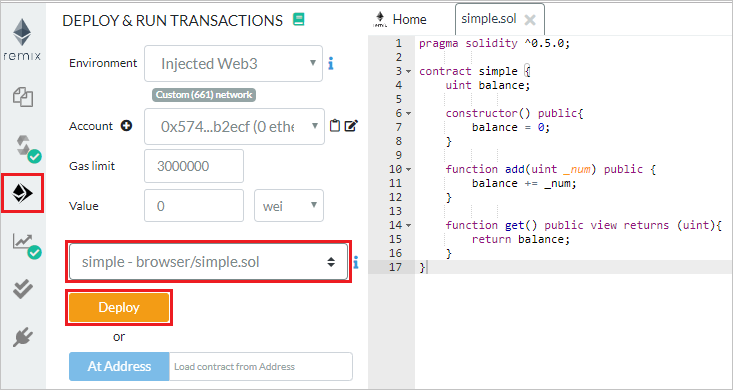 remix
DEPLOY & RUN TRANSACTIONS
Environment
Injected Web3
Custom (661) network
Account
0x574...b2ecf (0 ethe
Gas limit
3000000
Value
0
wei
simple - browser/simple.sol
Deploy
or
At Address
Load contract from Address
remix
Home
simple.sol
1 pragma solidity ^0.5.0;
2
3 contract simple {
4     uint balance;
5
6     constructor() public{
7         balance = 0;
8     }
9
10     function add(uint _num) public {
11         balance += _num;
12     }
13
14     function get() public view returns (uint){
15         return balance;
16     }
17 }